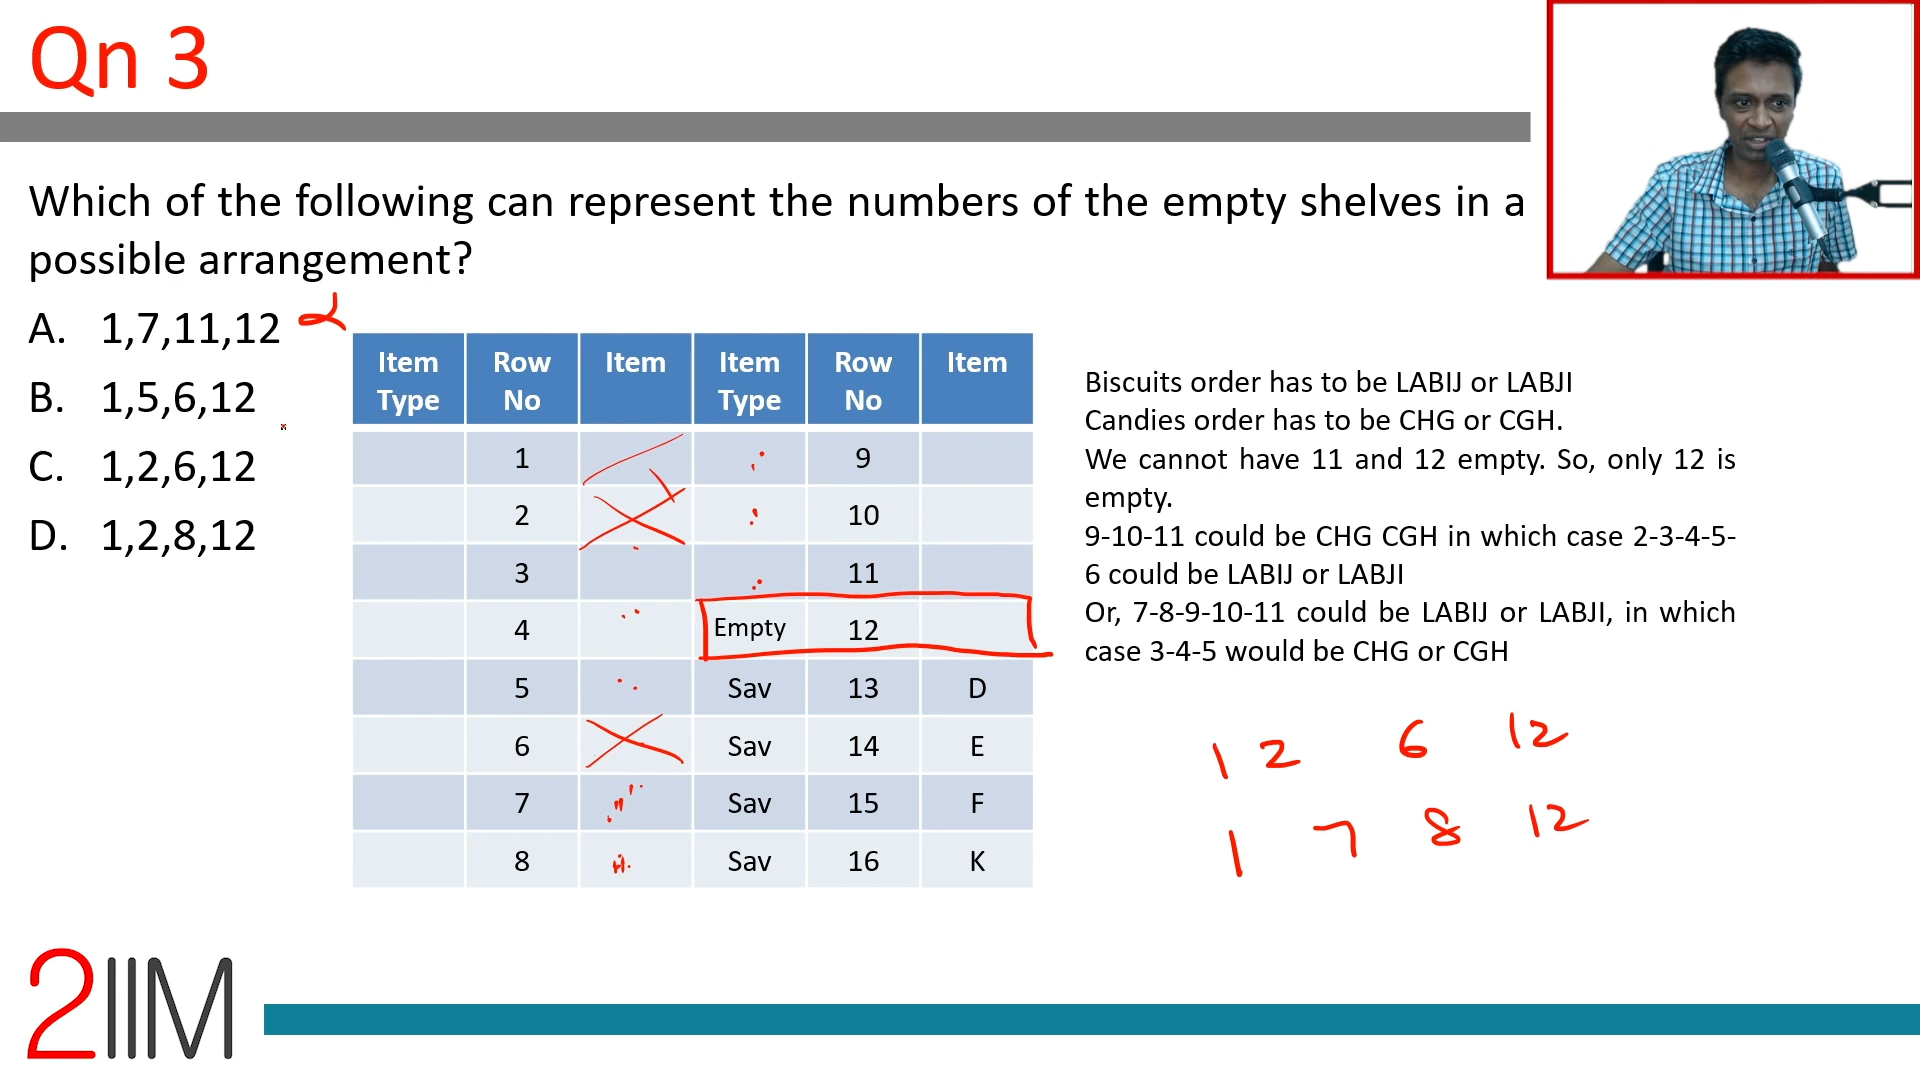 Qn 3
Which of the following can represent the numbers of the empty shelves in a
possible arrangement?
A. 1,7,11,12
B. 1,5,6,12
C. 1,2,6,12
D. 1,2,8,12
Item Type Row No Item Item Type Row No Item
1 9
2 10
3 11
4 Empty 12
5 Sav 13 D
6 Sav 14 E
7 Sav 15 F
8 Sav 16 K
Biscuits order has to be LABIJ or LABJI
Candies order has to be CHG or CGH.
We cannot have 11 and 12 empty. So, only 12 is
empty.
9-10-11 could be CHG CGH in which case 2-3-4-5-
6 could be LABIJ or LABJI
Or, 7-8-9-10-11 could be LABIJ or LABJI, in which
case 3-4-5 would be CHG or CGH
1 2 6 12
1 7 8 12
2IIM